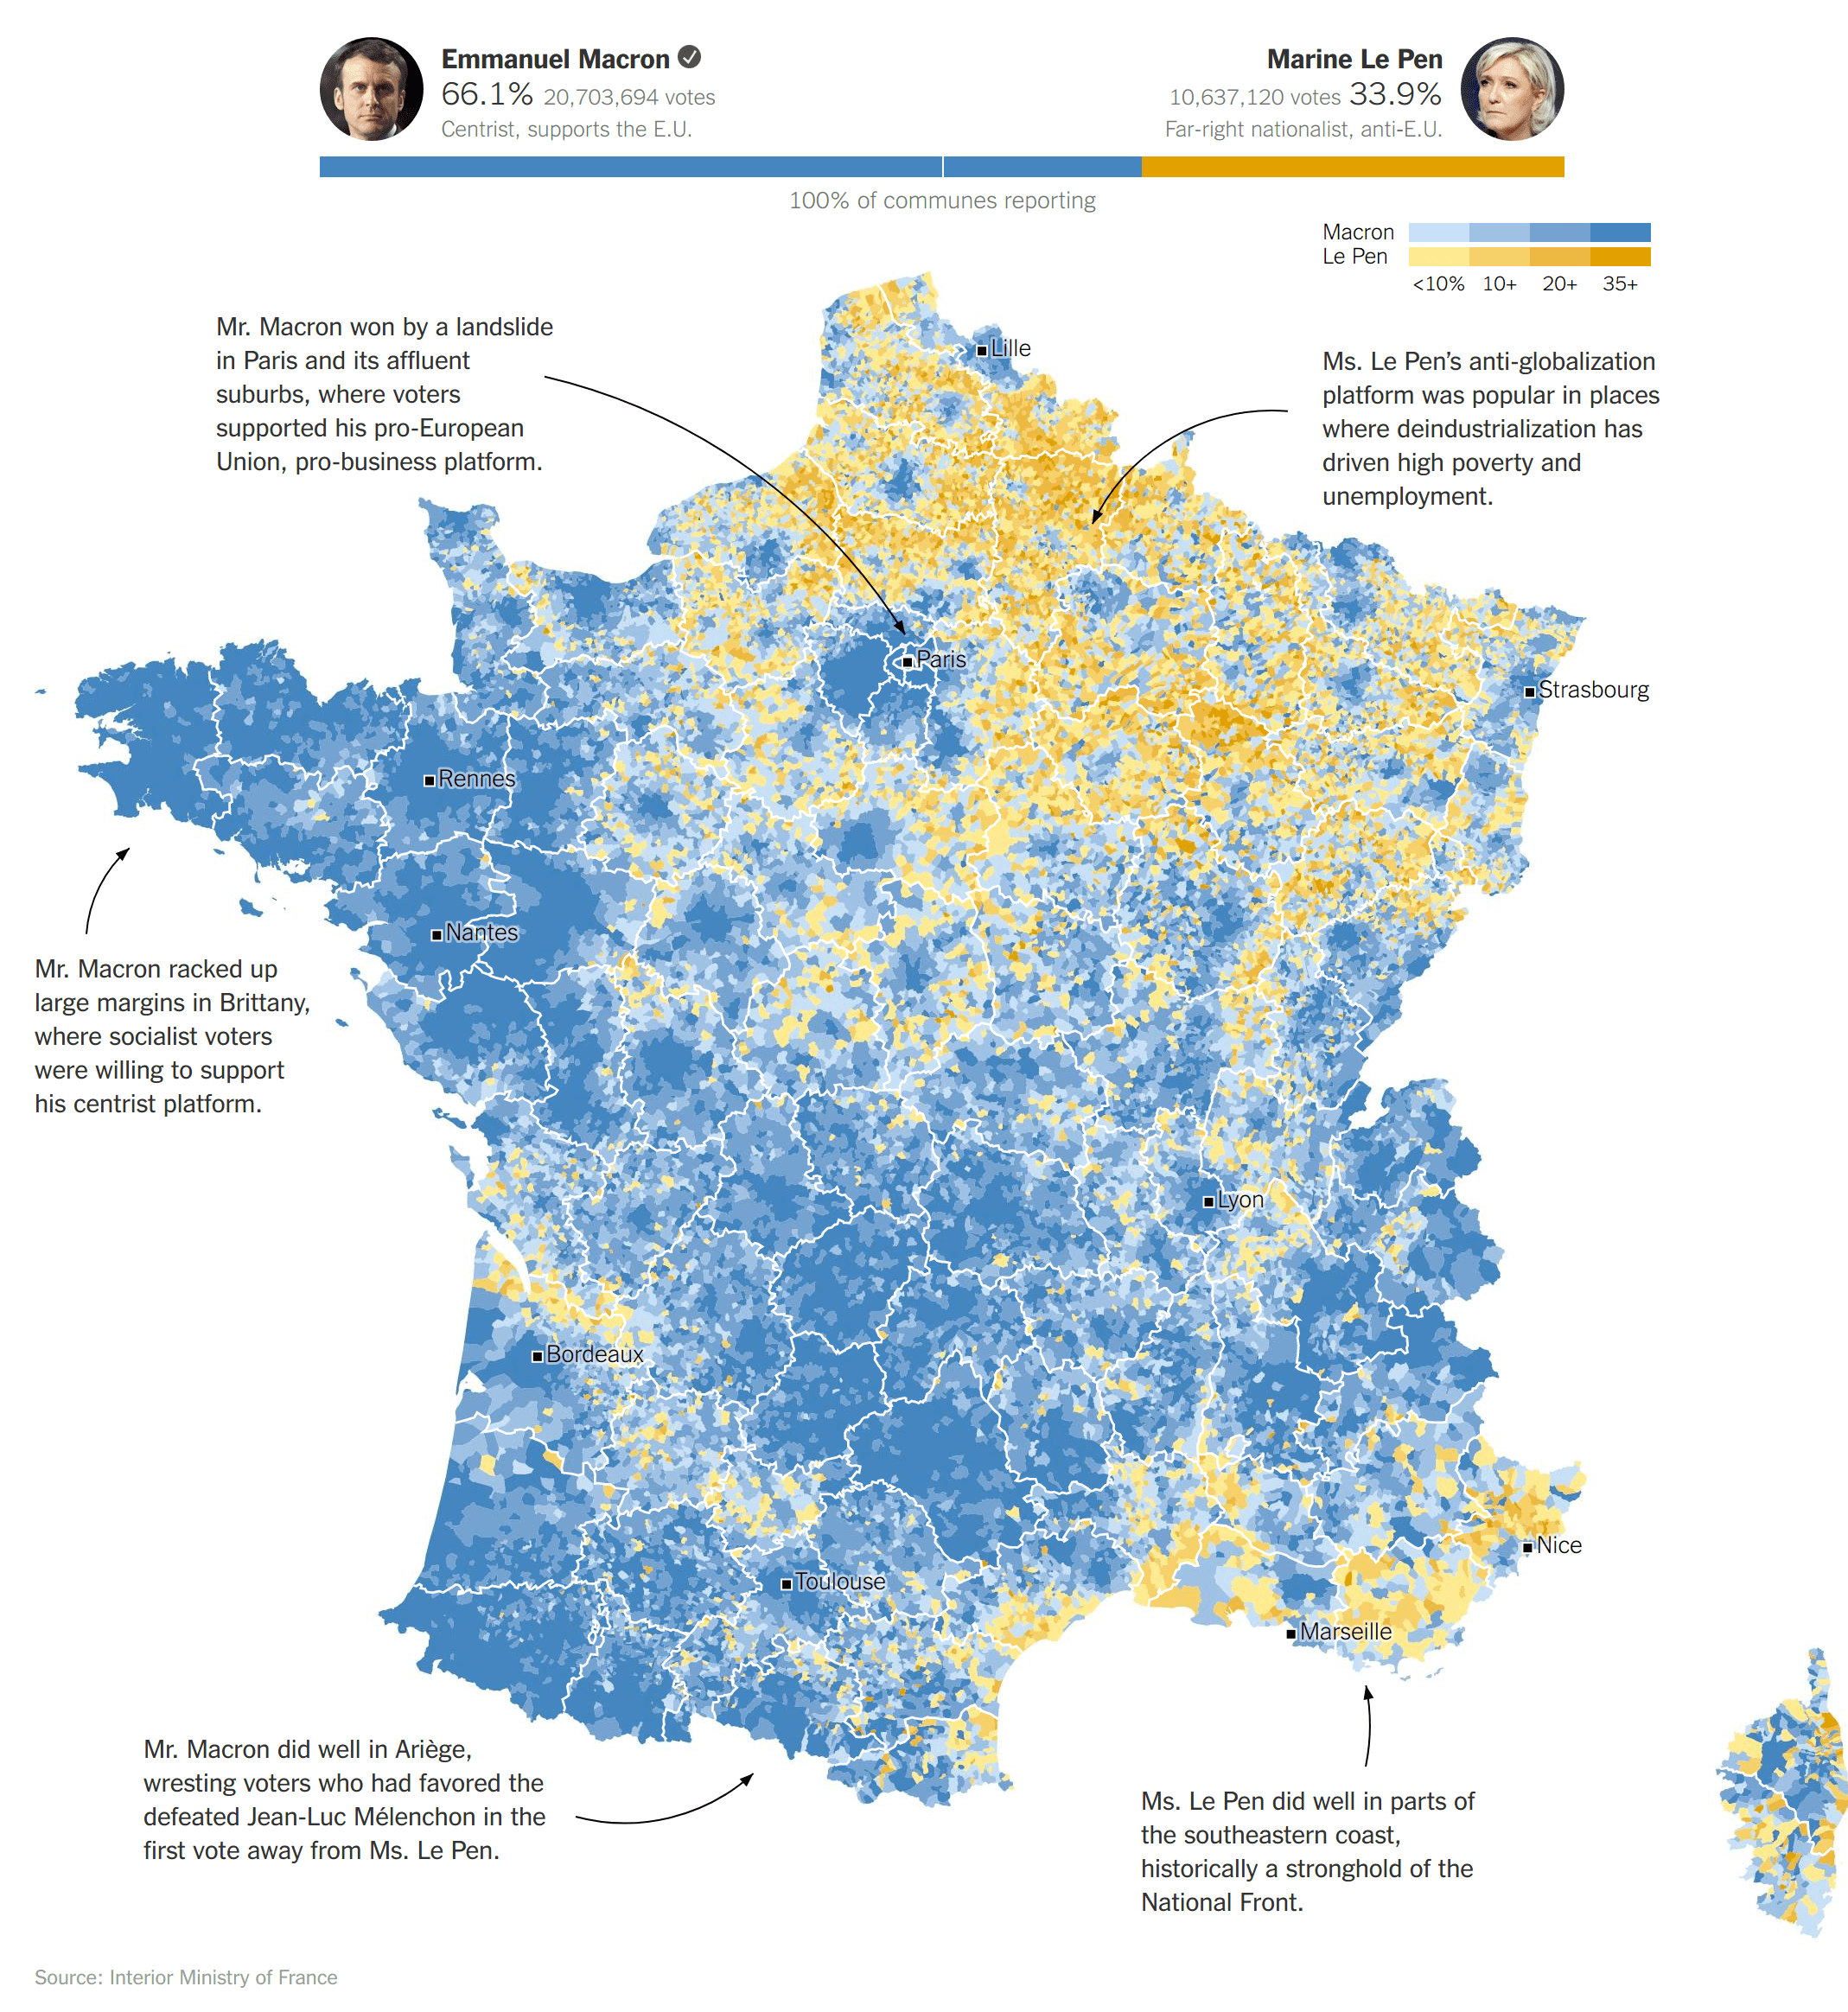 Emmanuel Macron
66.1% 20,703,694 votes
Centrist, supports the E.U.
Marine Le Pen
10,637,120 votes 33.9%
Far-right nationalist, anti-E.U.
100% of communes reporting
Macron
Le Pen
<10% 10+ 20+ 35+
Mr. Macron won by a landslide
in Paris and its affluent
suburbs, where voters
supported his pro-European
Union, pro-business platform.
Lille
Ms. Le Pen’s anti-globalization
platform was popular in places
where deindustrialization has
driven high poverty and
unemployment.
Paris
Strasbourg
Rennes
Nantes
Mr. Macron racked up
large margins in Brittany,
where socialist voters
were willing to support
his centrist platform.
Lyon
Bordeaux
Nice
Toulouse
Marseille
Mr. Macron did well in Ariège,
wresting voters who had favored the
defeated Jean-Luc Mélenchon in the
first vote away from Ms. Le Pen.
Ms. Le Pen did well in parts of
the southeastern coast,
historically a stronghold of the
National Front.
Source: Interior Ministry of France